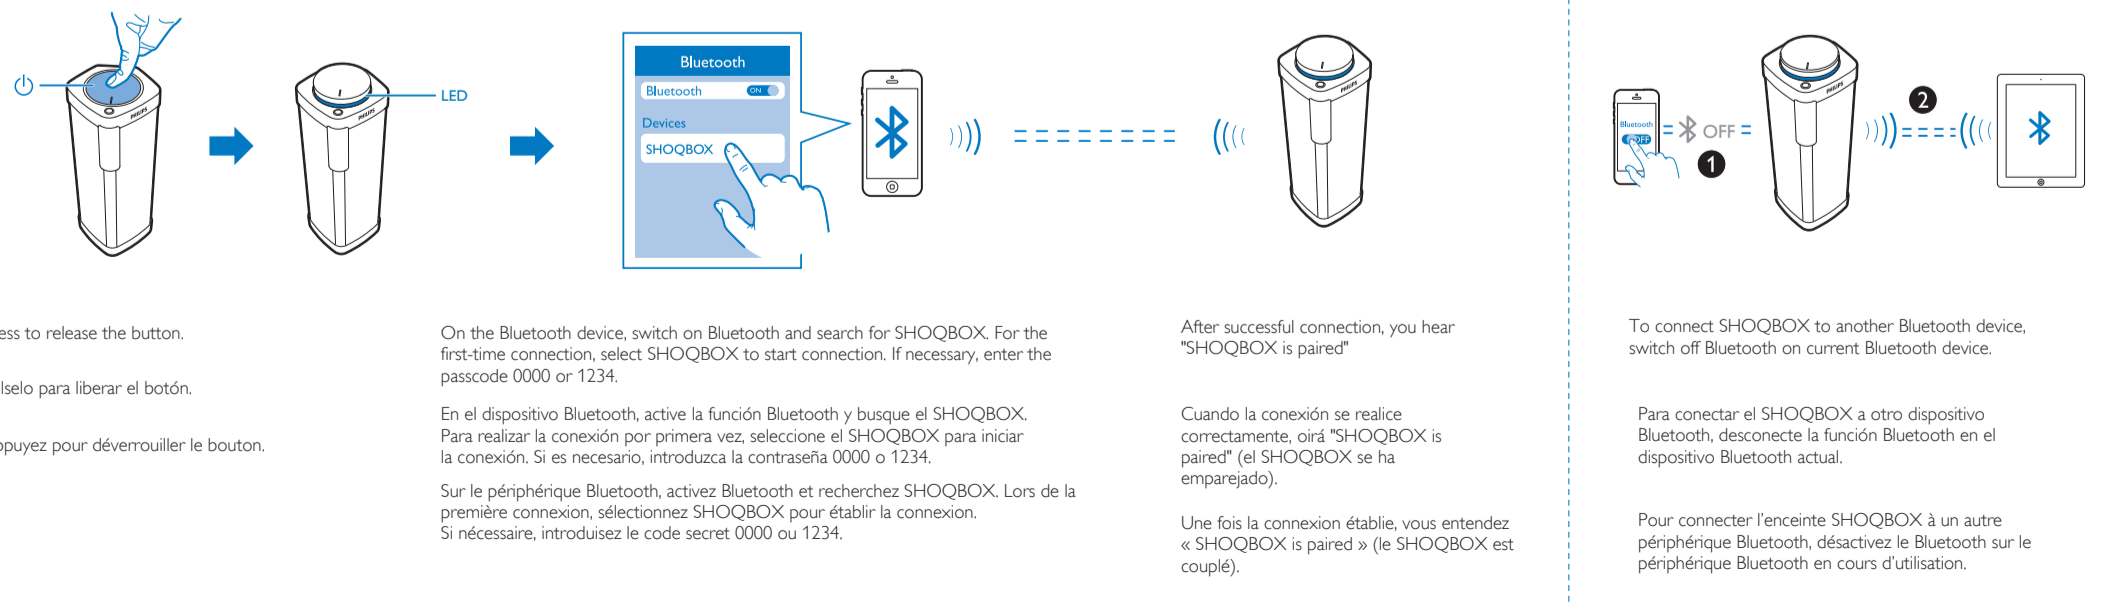 LED
Bluetooth
Bluetooth ON
Devices
SHOQBOX
PHILIPS
PHILIPS
PHILIPS
Bluetooth
OFF
OFF
1
2
PHILIPS
ess to release the button.
lselo para liberar el botón.
ppuyez pour déverrouiller le bouton.
On the Bluetooth device, switch on Bluetooth and search for SHOQBOX. For the
first-time connection, select SHOQBOX to start connection. If necessary, enter the
passcode 0000 or 1234.
En el dispositivo Bluetooth, active la función Bluetooth y busque el SHOQBOX.
Para realizar la conexión por primera vez, seleccione el SHOQBOX para iniciar
la conexión. Si es necesario, introduzca la contraseña 0000 o 1234.
Sur le périphérique Bluetooth, activez Bluetooth et recherchez SHOQBOX. Lors de la
première connexion, sélectionnez SHOQBOX pour établir la connexion.
Si nécessaire, introduisez le code secret 0000 ou 1234.
After successful connection, you hear
"SHOQBOX is paired"
Cuando la conexión se realice
correctamente, oirá "SHOQBOX is
paired" (el SHOQBOX se ha
emparejado).
Une fois la connexion établie, vous entendez
« SHOQBOX is paired » (le SHOQBOX est
couplé).
To connect SHOQBOX to another Bluetooth device,
switch off Bluetooth on current Bluetooth device.
Para conectar el SHOQBOX a otro dispositivo
Bluetooth, desconecte la función Bluetooth en el
dispositivo Bluetooth actual.
Pour connecter l'enceinte SHOQBOX à un autre
périphérique Bluetooth, désactivez le Bluetooth sur le
périphérique Bluetooth en cours d'utilisation.